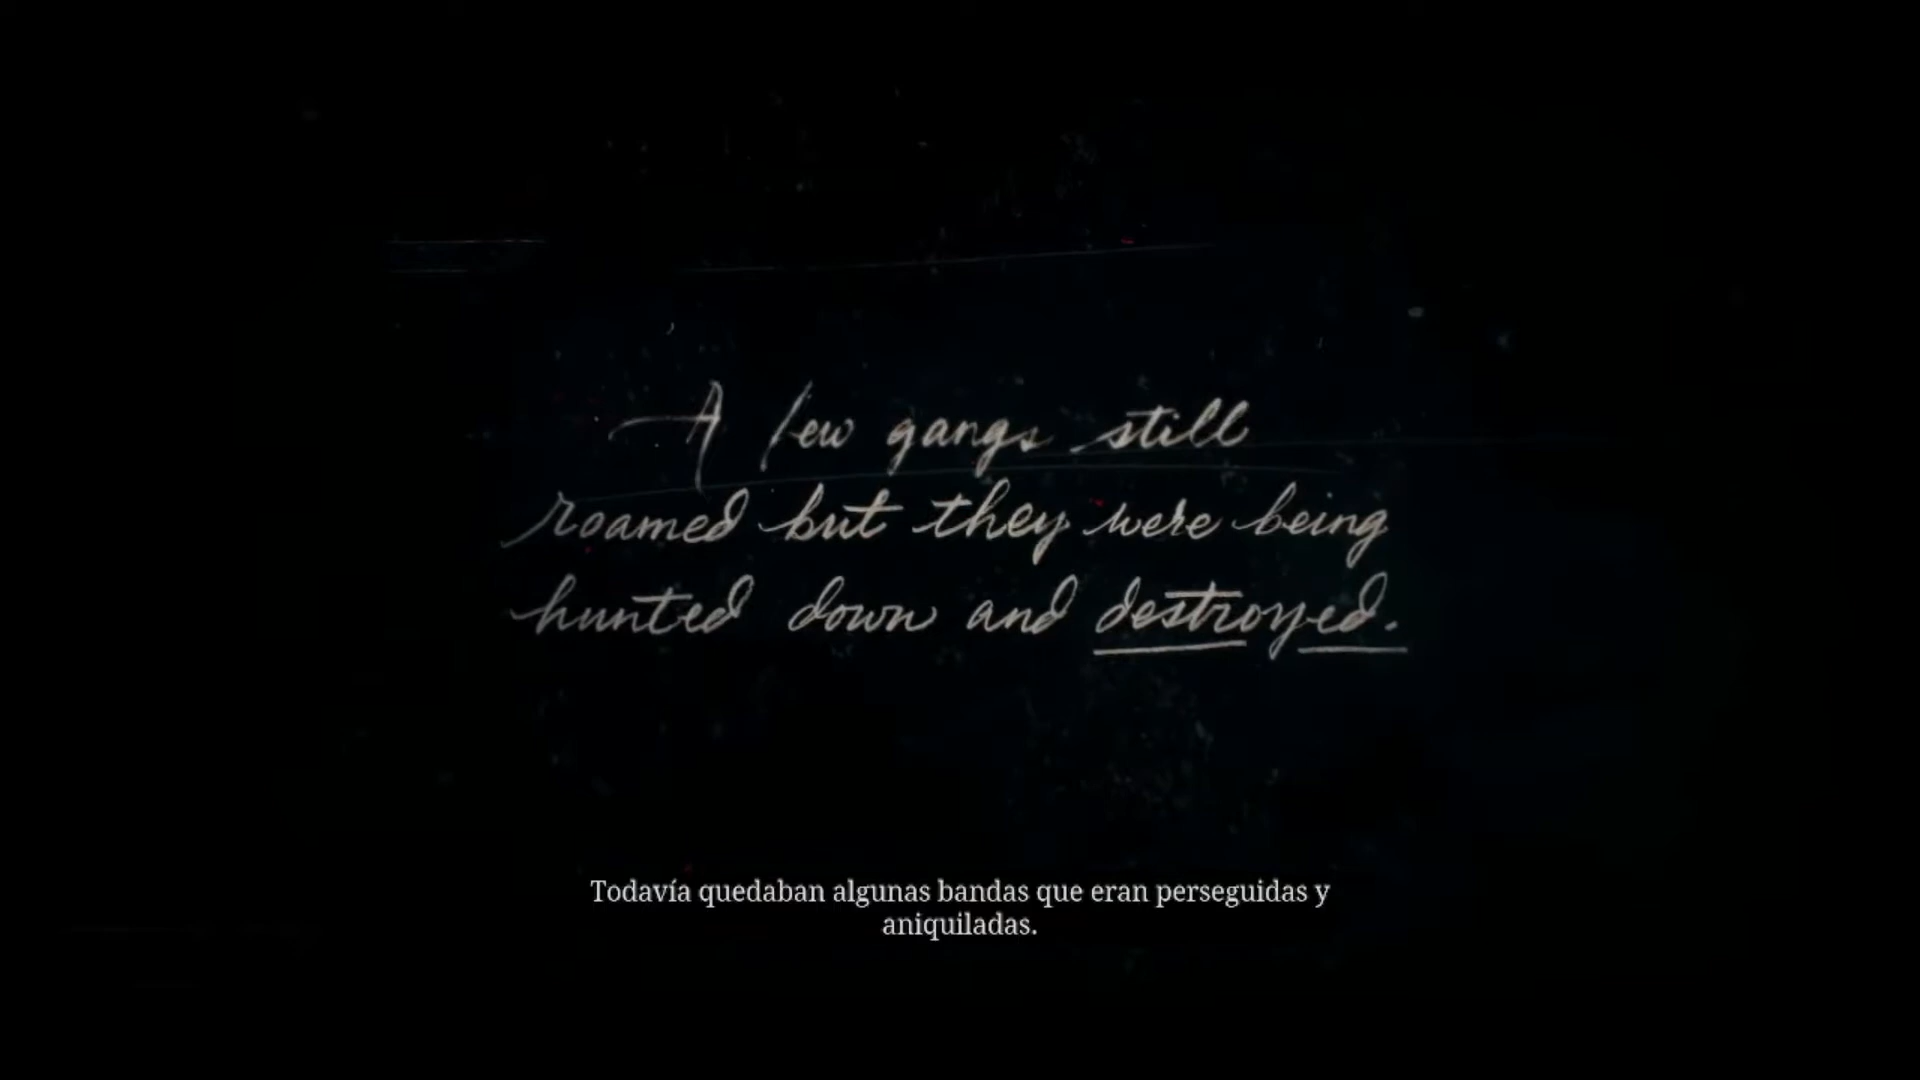 A few gangs still
roamed but they were being
hunted down and destroyed.
Todavía quedaban algunas bandas que eran perseguidas y
aniquiladas.